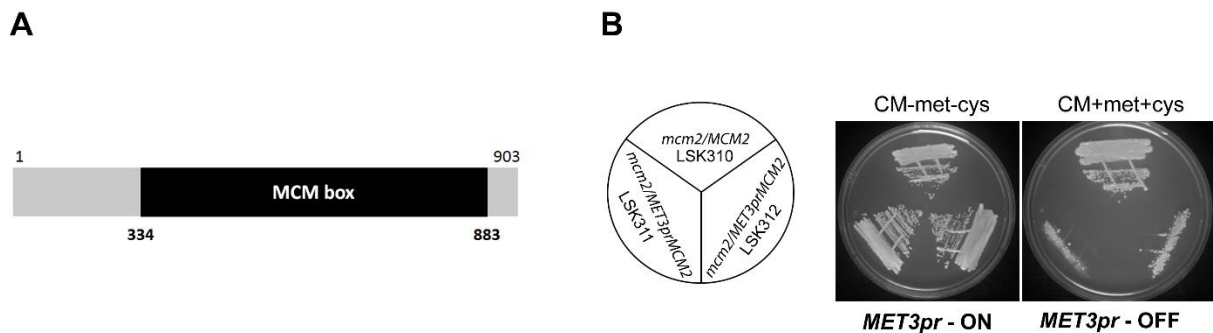 A
1
903
MCM box
334
883
B
mcm2/MCM2
LSK310
mcm2/MET3prMCM2
LSK311
mcm2/MET3prMCM2
LSK312
CM-met-cys
CM+met+cys
MET3pr - ON
MET3pr - OFF